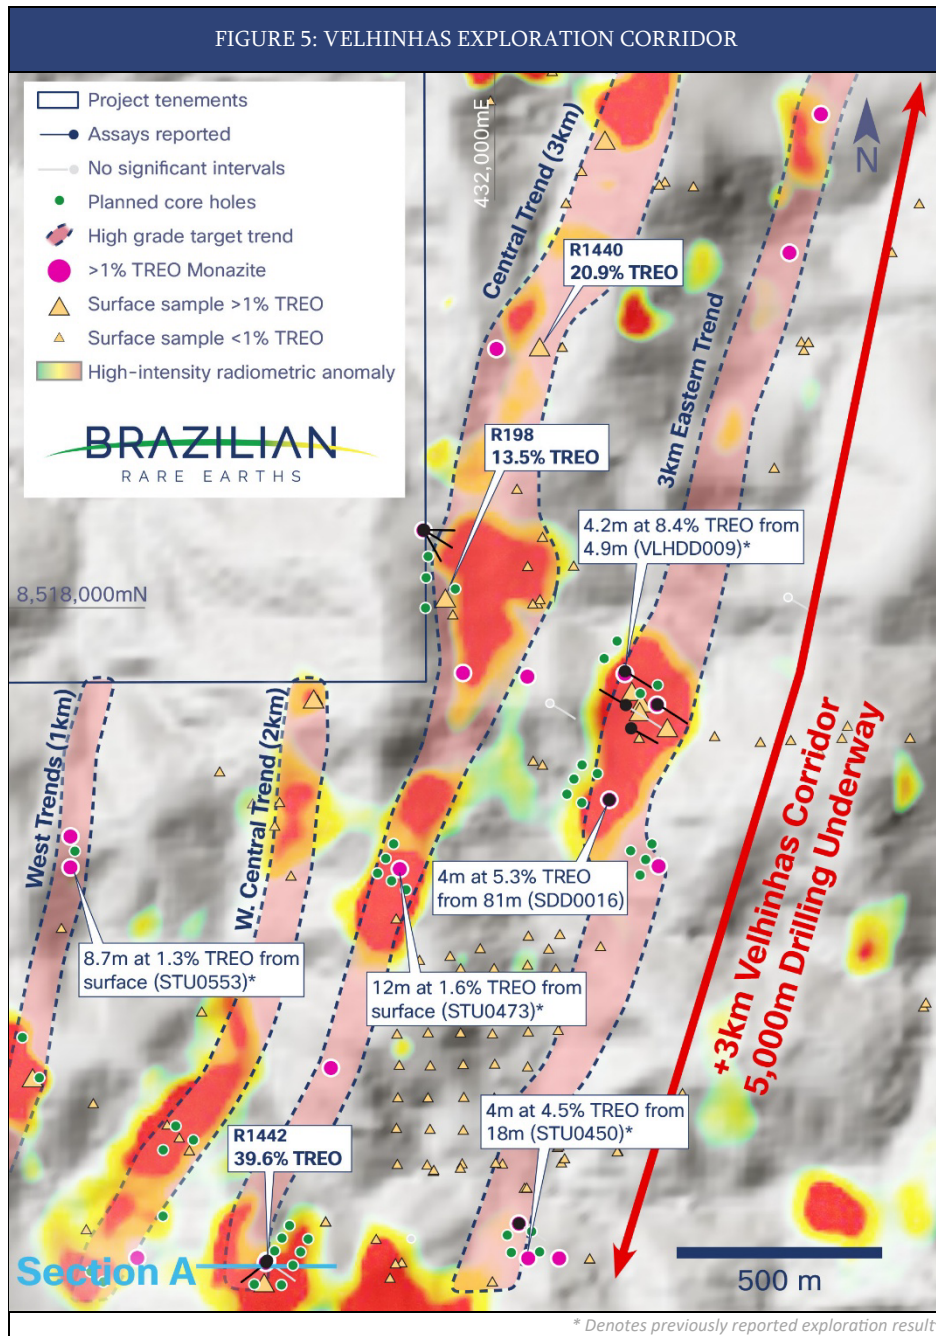 FIGURE 5: VELHINHAS EXPLORATION CORRIDOR
Project tenements
Assays reported
No significant intervals
Planned core holes
High grade target trend
>1% TREO Monazite
Surface sample >1% TREO
Surface sample <1% TREO
High-intensity radiometric anomaly
BRAZILIAN
RARE EARTHS
432,000mE
Central Trend (3km)
N
R1440
20.9% TREO
3km Eastern Trend
R198
13.5% TREO
4.2m at 8.4% TREO from
4.9m (VLHDD009)*
8,518,000mN
West Trends (1km)
W. Central Trend (2km)
4m at 5.3% TREO
from 81m (SDD0016)
+3km Velhinhas Corridor
5,000m Drilling Underway
8.7m at 1.3% TREO from
surface (STU0553)*
12m at 1.6% TREO from
surface (STU0473)*
4m at 4.5% TREO from
18m (STU0450)*
R1442
39.6% TREO
Section A
500 m
* Denotes previously reported exploration result